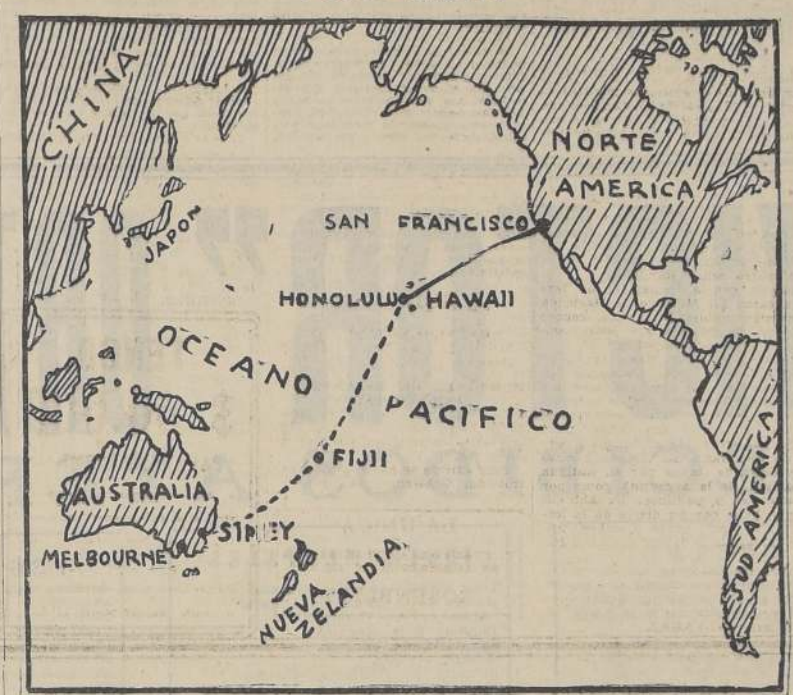 CHINA
NORTE
AMERICA
SAN FRANCISCO
JAPON
HONOLULU HAWAII
OCEANO
PACIFICO
FIJII
AUSTRALIA
MELBOURNE
NUEVA
ZELANDIA
SUD AMERICA